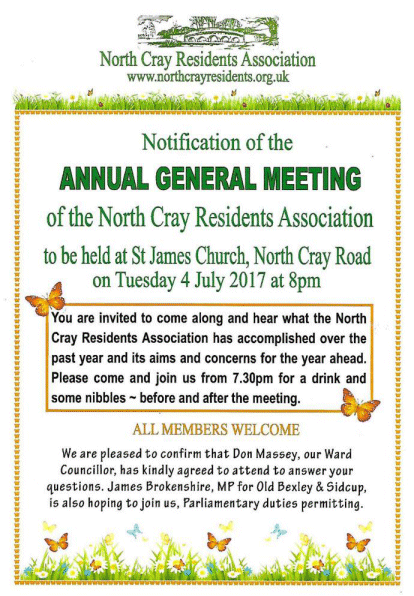 North Cray Residents Association
www.northcrayresidents.org.uk
Notification of the
ANNUAL GENERAL MEETING
of the North Cray Residents Association
to be held at St James Church, North Cray Road
on Tuesday 4 July 2017 at 8pm
You are invited to come along and hear what the North
Cray Residents Association has accomplished over the
past year and its aims and concerns for the year ahead.
Please come and join us from 7.30pm for a drink and
some nibbles ~ before and after the meeting.
ALL MEMBERS WELCOME
We are pleased to confirm that Don Massey, our Ward
Councillor, has kindly agreed to attend to answer your
questions. James Brokenshire, MP for Old Bexley & Sidcup,
is also hoping to join us, Parliamentary duties permitting.